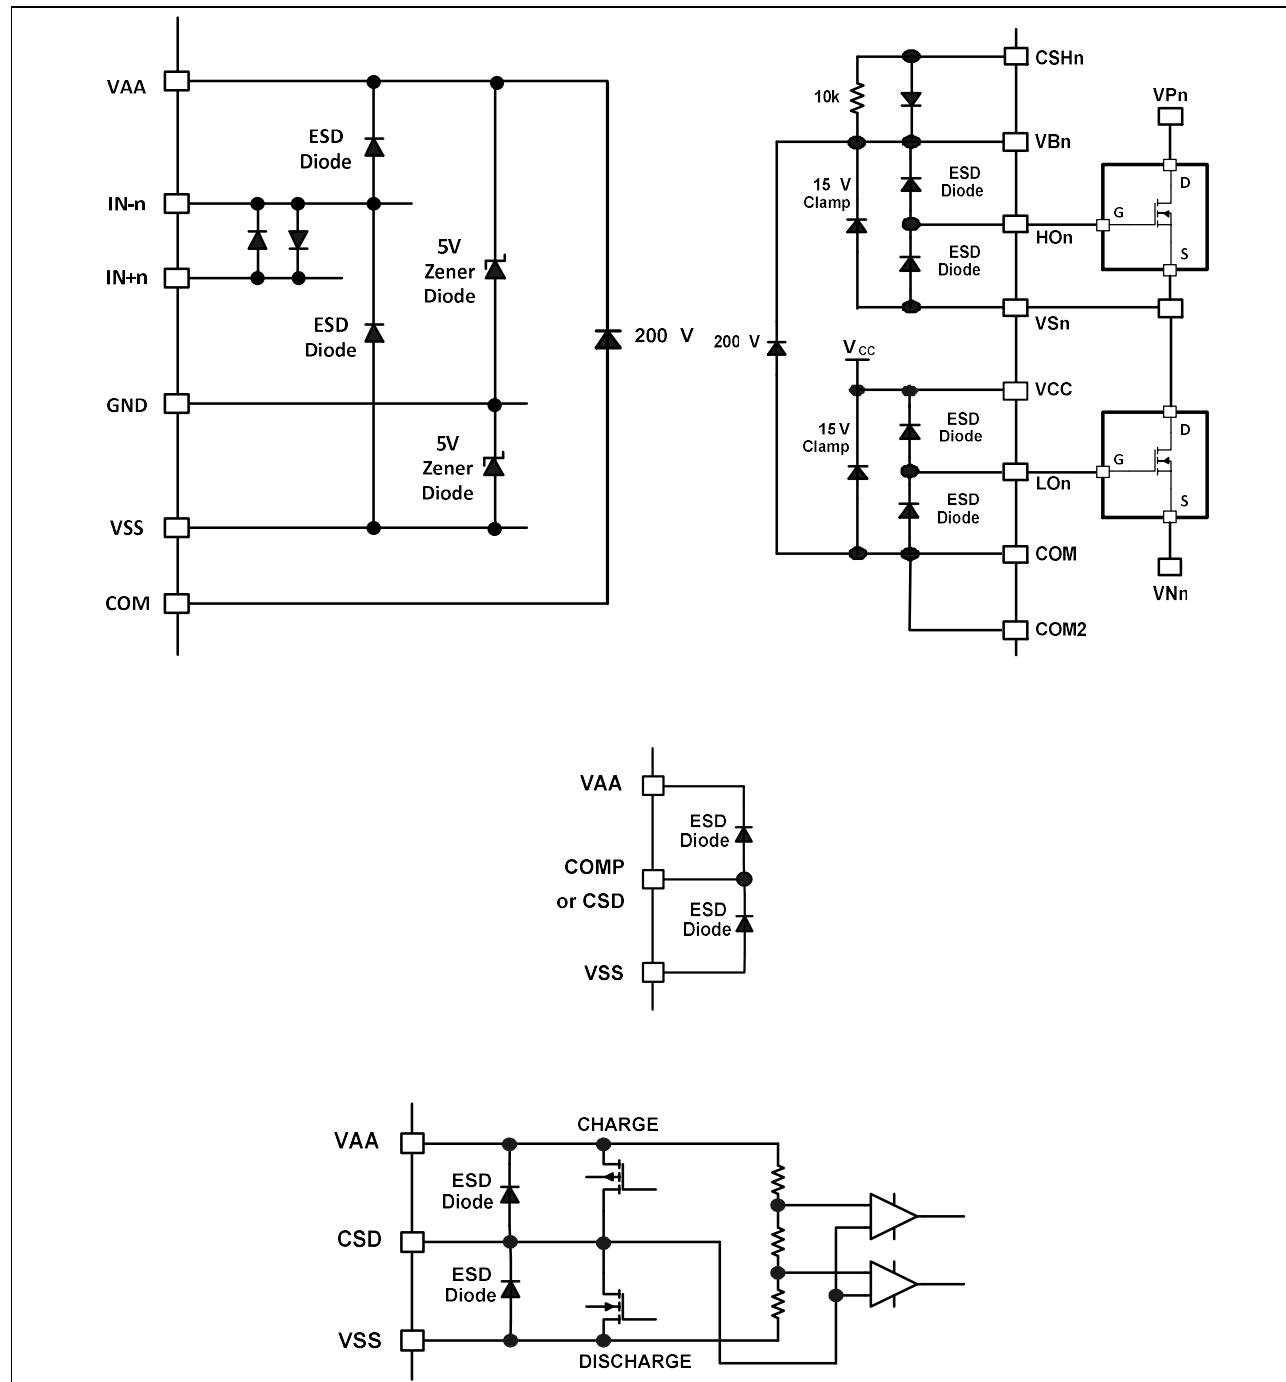 VAA
ESD
Diode
IN-n
IN+n
5V
Zener
Diode
ESD
Diode
200 V
GND
5V
Zener
Diode
VSS
COM
CSHn
10k
VPn
VBn
15 V
Clamp
ESD
Diode
D
G
HOn
ESD
Diode
S
VSn
200 V
VCC
VCC
15 V
Clamp
ESD
Diode
D
G
LOn
ESD
Diode
S
COM
VNn
COM2
VAA
ESD
Diode
COMP
or CSD
ESD
Diode
VSS
CHARGE
VAA
ESD
Diode
CSD
ESD
Diode
VSS
DISCHARGE